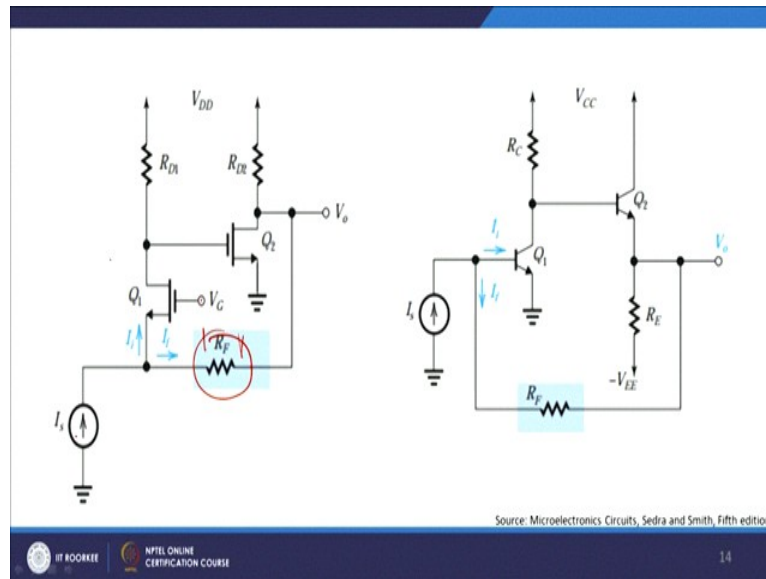 V_DD
R_D1
R_D2
V_o
Q_2
Q_1
V_G
I_i
I_f
R_F
I_s
V_CC
R_C
Q_2
I_i
Q_1
V_o
I_f
I_s
R_E
-V_EE
R_F
Source: Microelectronics Circuits, Sedra and Smith, Fifth edition
IIT ROORKEE
NPTEL ONLINE
CERTIFICATION COURSE
14